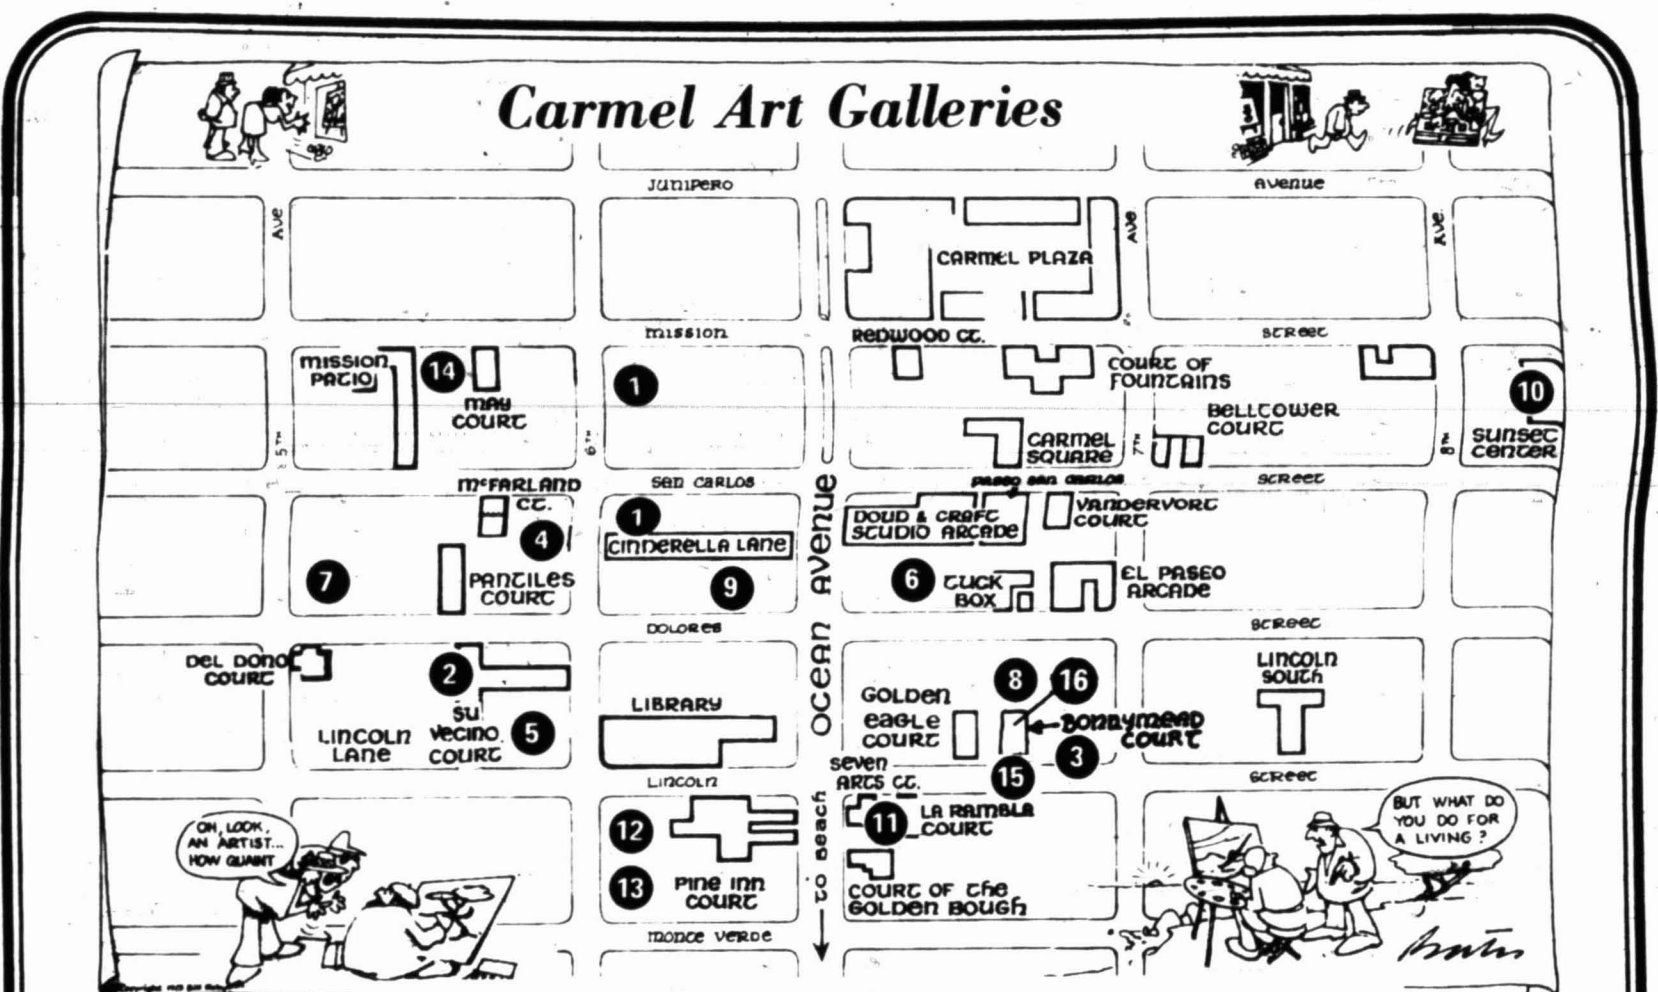 Carmel Art Galleries
JUNIPERO
AVENUE
AVE
AVE
AVE.
CARMEL PLAZA
MISSION
REDWOOD CT.
STREET
MISSION
PATIO
14
MAY
COURT
1
COURT OF
FOUNTAINS
BELLTOWER
COURT
10
SUNSET
CENTER
CARMEL
SQUARE
5TH
6TH
7TH
8TH
SAN CARLOS
PASEO SAN CARLOS
STREET
McFARLAND
CT.
4
7
PANTILES
COURT
1
CINDERELLA LANE
9
OCEAN AVENUE
DOUD & CRAFT
STUDIO ARCADE
VANDERVORT
COURT
6
TUCK
BOX
EL PASEO
ARCADE
DOLORES
STREET
DEL DONO
COURT
2
SU
VECINO
COURT
5
LINCOLN
LANE
LIBRARY
GOLDEN
EAGLE
COURT
8
16
BONNYMEAD
COURT
3
15
LINCOLN
SOUTH
LINCOLN
SEVEN
ARTS CT.
STREET
12
13
PINE INN
COURT
TO BEACH
11
LA RAMBLA
COURT
COURT OF THE
GOLDEN BOUGH
MONTE VERDE
OH, LOOK,
AN ARTIST...
HOW QUAINT
BUT WHAT DO
YOU DO FOR
A LIVING?